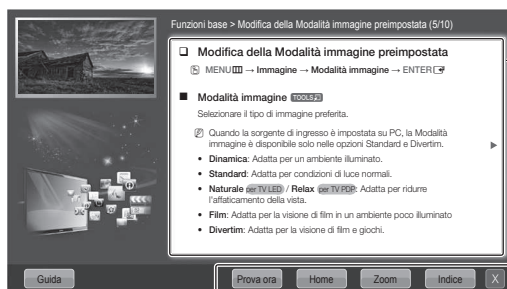 Funzioni base > Modifica della Modalità immagine preimpostata (5/10)
❑ Modifica della Modalità immagine preimpostata
MENU → Immagine → Modalità immagine → ENTER
■ Modalità immagine TOOLS
Selezionare il tipo di immagine preferita.
Quando la sorgente di ingresso è impostata su PC, la Modalità
immagine è disponibile solo nelle opzioni Standard e Divertim.
• Dinamica: Adatta per un ambiente illuminato.
• Standard: Adatta per condizioni di luce normali.
• Naturale per TV LED / Relax per TV PDP: Adatta per ridurre
l'affaticamento della vista.
• Film: Adatta per la visione di film in un ambiente poco illuminato
• Divertim: Adatta per la visione di film e giochi.
▶
Guida Prova ora Home Zoom Indice X